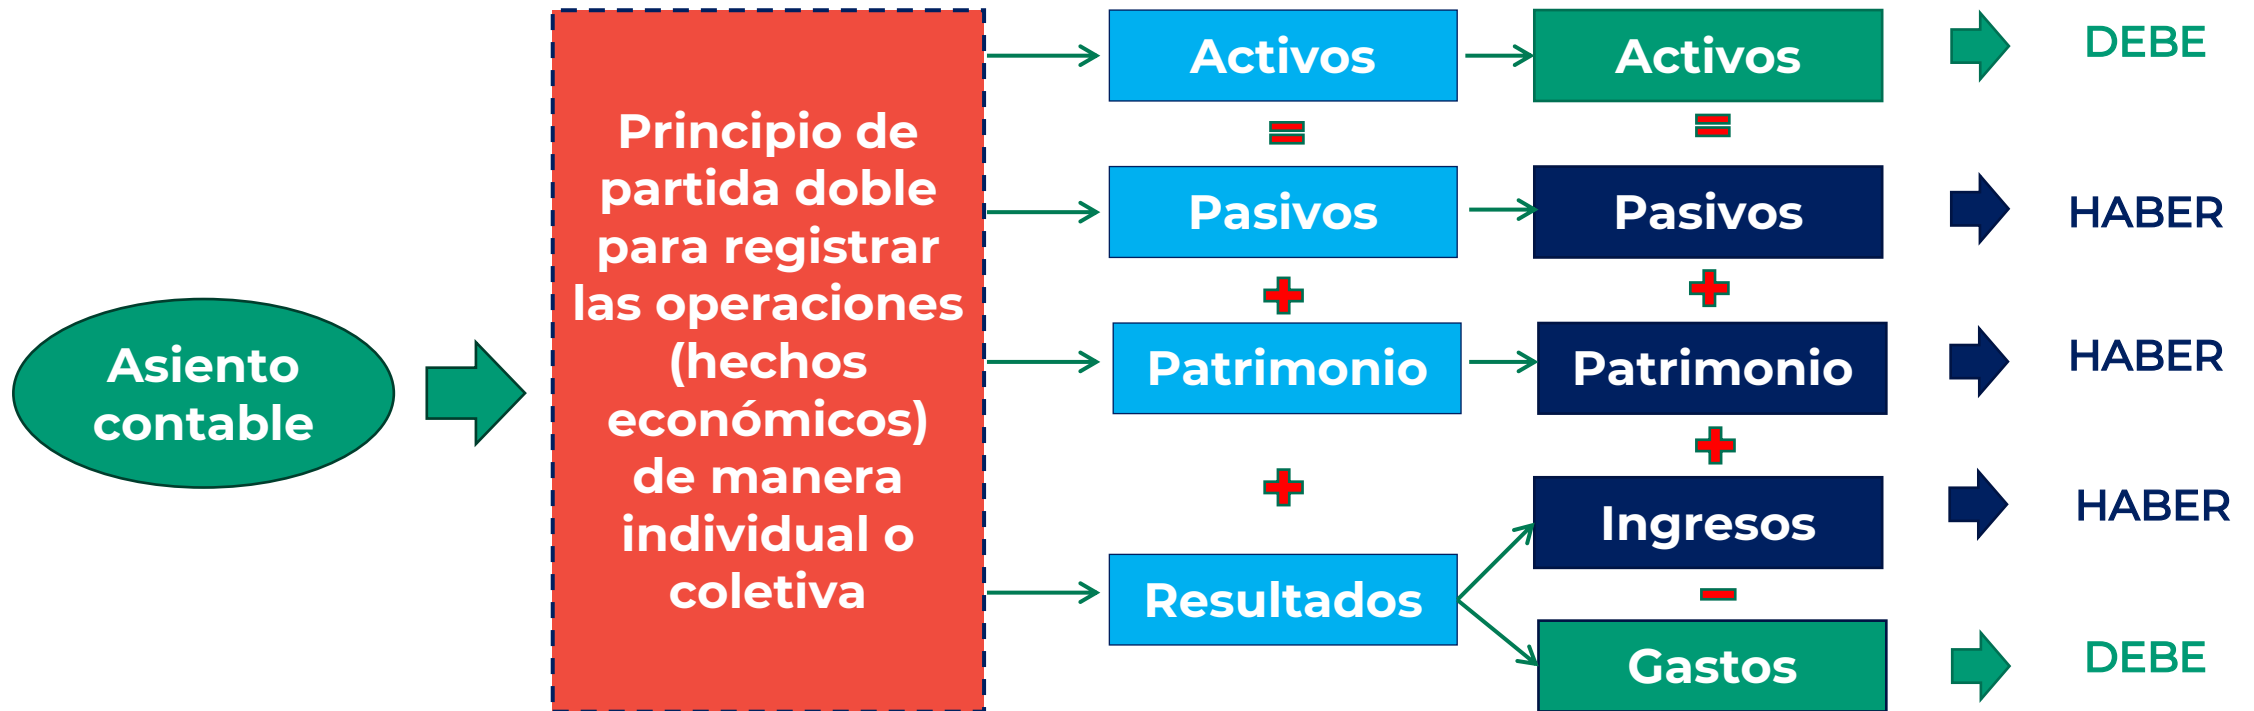 Asiento
contable
Principio de
partida doble
para registrar
las operaciones
(hechos
económicos)
de manera
individual o
coletiva
Activos
=
Pasivos
+
Patrimonio
+
Resultados
Activos
=
Pasivos
+
Patrimonio
+
Ingresos
-
Gastos
DEBE
HABER
HABER
HABER
DEBE